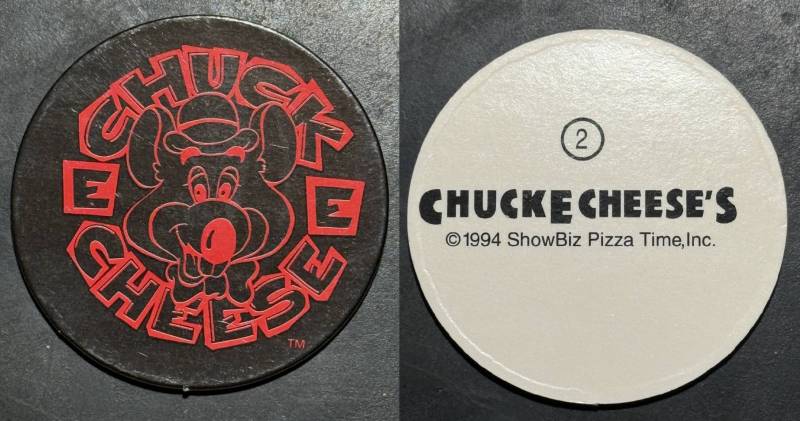 E CHUCK E
CHEESE
TM
2
CHUCK E CHEESE'S
©1994 ShowBiz Pizza Time,Inc.